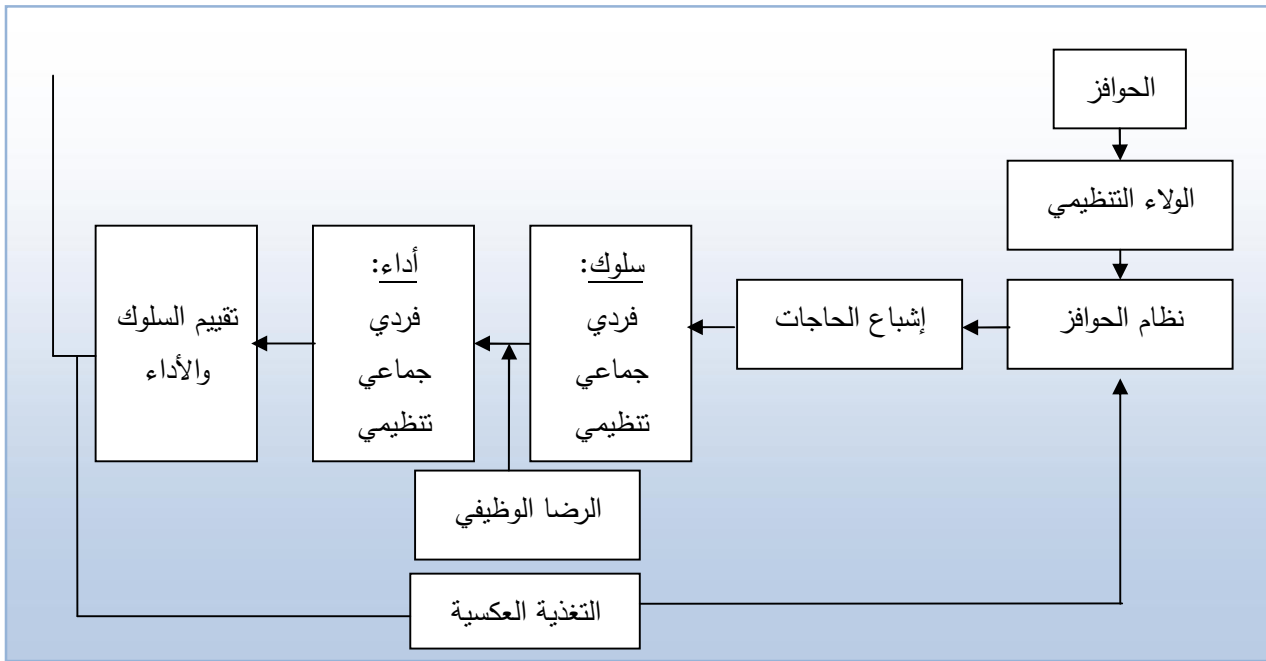 الحوافز
الولاء التنظيمي
نظام الحوافز
إشباع الحاجات
سلوك:
فردي
جماعي
تنظيمي
أداء:
فردي
جماعي
تنظيمي
تقييم السلوك
والأداء
الرضا الوظيفي
التغذية العكسية